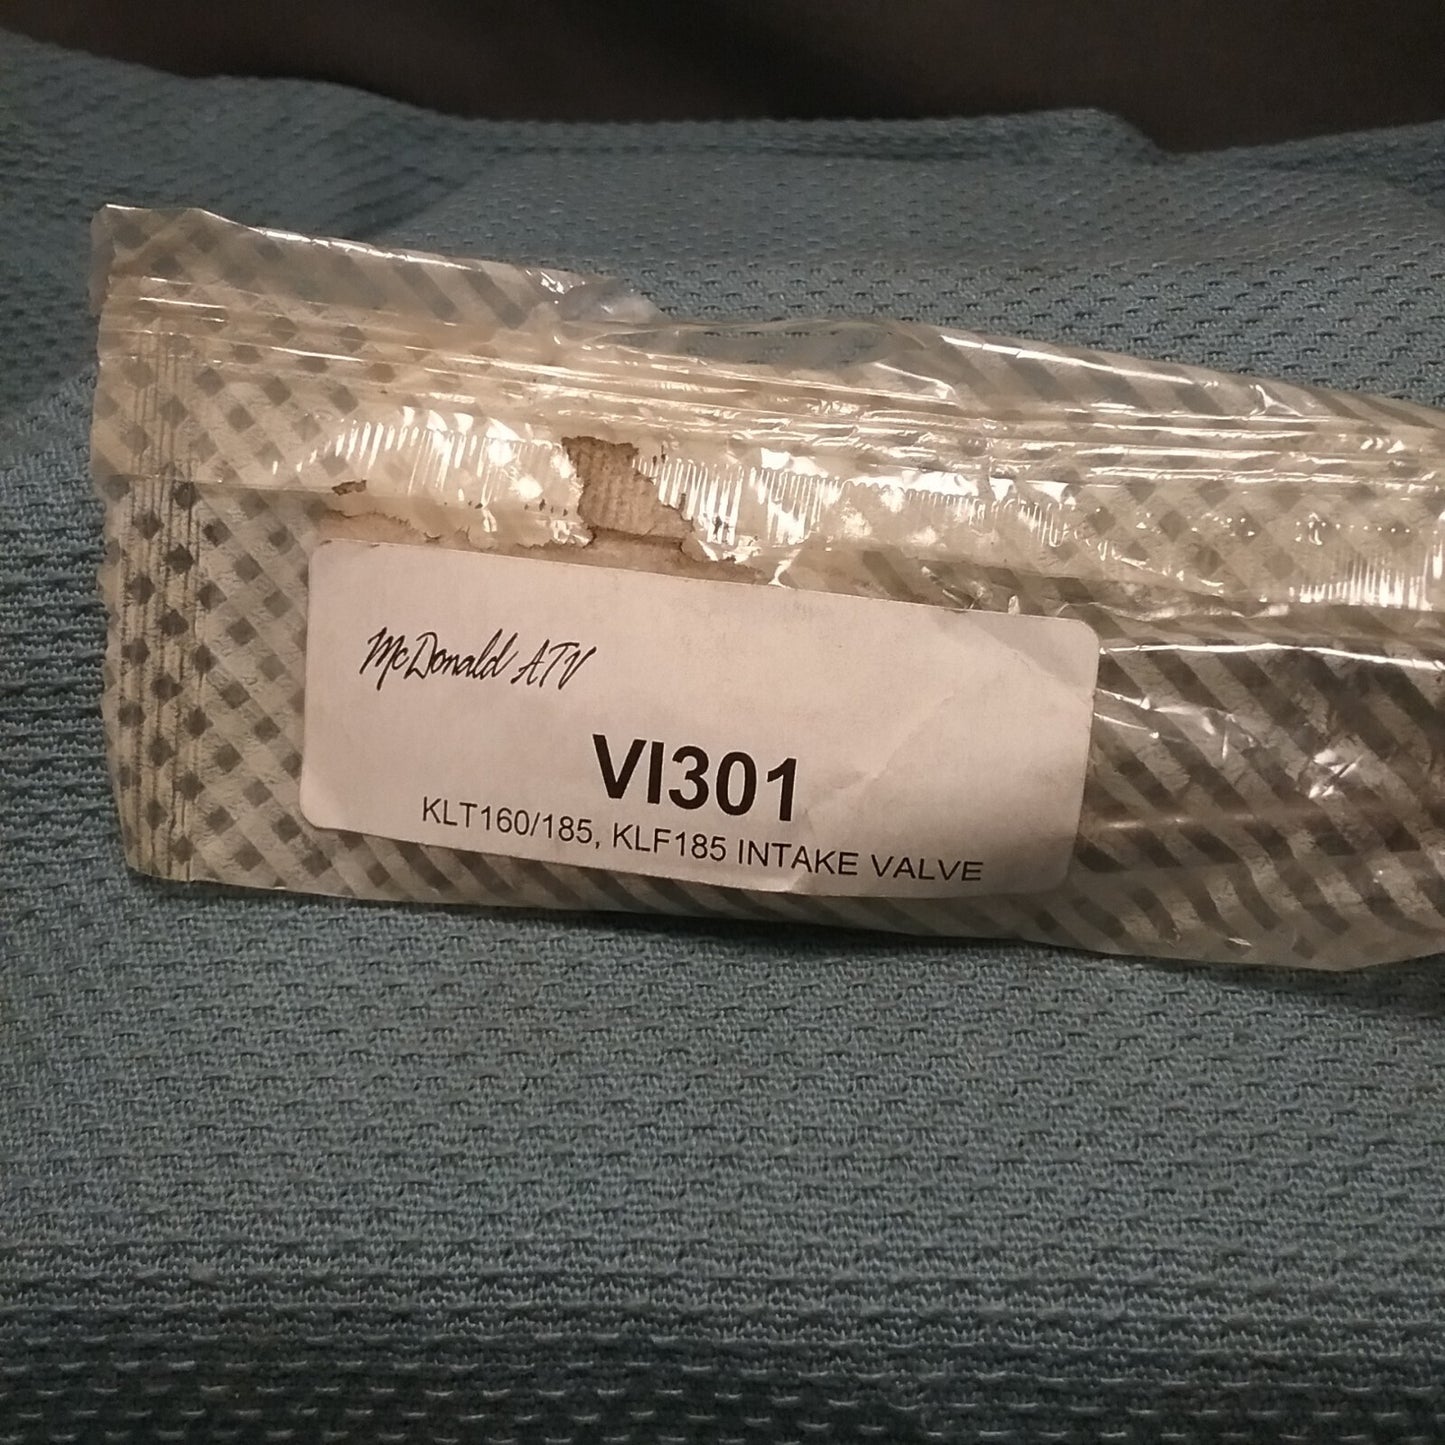 McDonald ATV
VI301
KLT160/185, KLF185 INTAKE VALVE